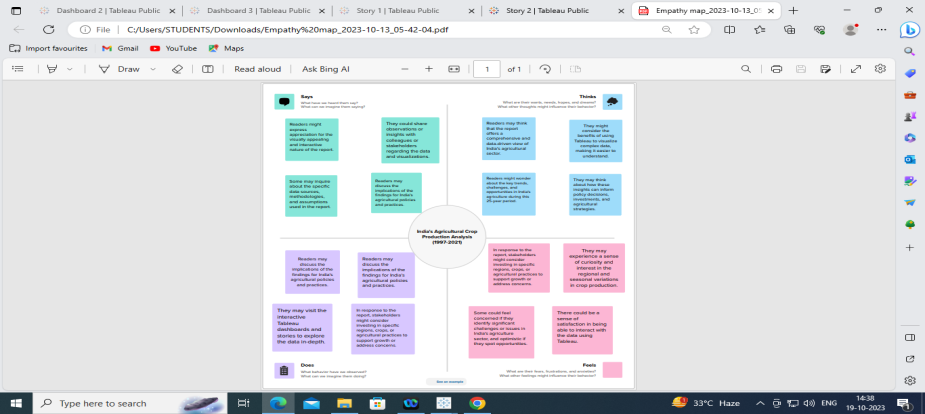 Dashboard 2 | Tableau Public
Dashboard 3 | Tableau Public
Story 1 | Tableau Public
Story 2 | Tableau Public
Empathy map_2023-10-13_05
File
C:/Users/STUDENTS/Downloads/Empathy%20map_2023-10-13_05-42-04.pdf
Import favourites
Gmail
YouTube
Maps
Draw
Read aloud
Ask Bing AI
1
of 1
Says
What have we heard them say?
What can we imagine them saying?
Thinks
What are their wants, needs, hopes, and dreams?
What other thoughts might influence their behavior?
Readers might
express
appreciation for the
visually appealing
and interactive
nature of the report.
They could share
observations or
insights with
colleagues or
stakeholders
regarding the data
and visualizations.
Readers may think
that the report
offers a
comprehensive and
data-driven view of
India's agricultural
sector.
They might
consider the
benefits of using
Tableau to visualize
complex data,
making it easier to
understand.
Some may inquire
about the specific
data sources,
methodologies,
and assumptions
used in the report
Readers may
discuss the
implications of the
findings for India's
agricultural policies
and practices.
Readers might wonder
about the key trends,
challenges, and
opportunities in India's
agriculture during this
25-year period
They may think
about how these
insights can inform
policy decisions,
investments, and
agricultural
strategies.
India's Agricultural Crop
Production Analysis
(1997-2021)
Readers may
discuss the
implications of the
findings for India's
agricultural policies
and practices.
Readers may
discuss the
implications of the
findings for India's
agricultural policies
and practices.
In response to the
report, stakeholders
might consider
investing in specific
regions, crops, or
agricultural practices to
support growth or
address concerns.
They may
experience a sense
of curiosity and
interest in the
regional and
seasonal variations
in crop production.
They may visit the
interactive
Tableau
dashboards and
stories to explore
the data in-depth.
In response to the
report, stakeholders
might consider
investing in specific
regions, crops, or
agricultural practices to
support growth or
address concerns.
Some could feel
concerned if they
identify significant
challenges or issues in
India's agriculture
sector, and optimistic if
they spot opportunities.
There could be a
sense of
satisfaction in being
able to interact with
the data using
Tableau.
Does
What behavior have we observed?
What can we imagine them doing?
Feels
What are their fears, frustrations, and anxieties?
What other feelings might influence their behavior?
See an example
Type here to search
33°C Haze
ENG
14:38
19-10-2023